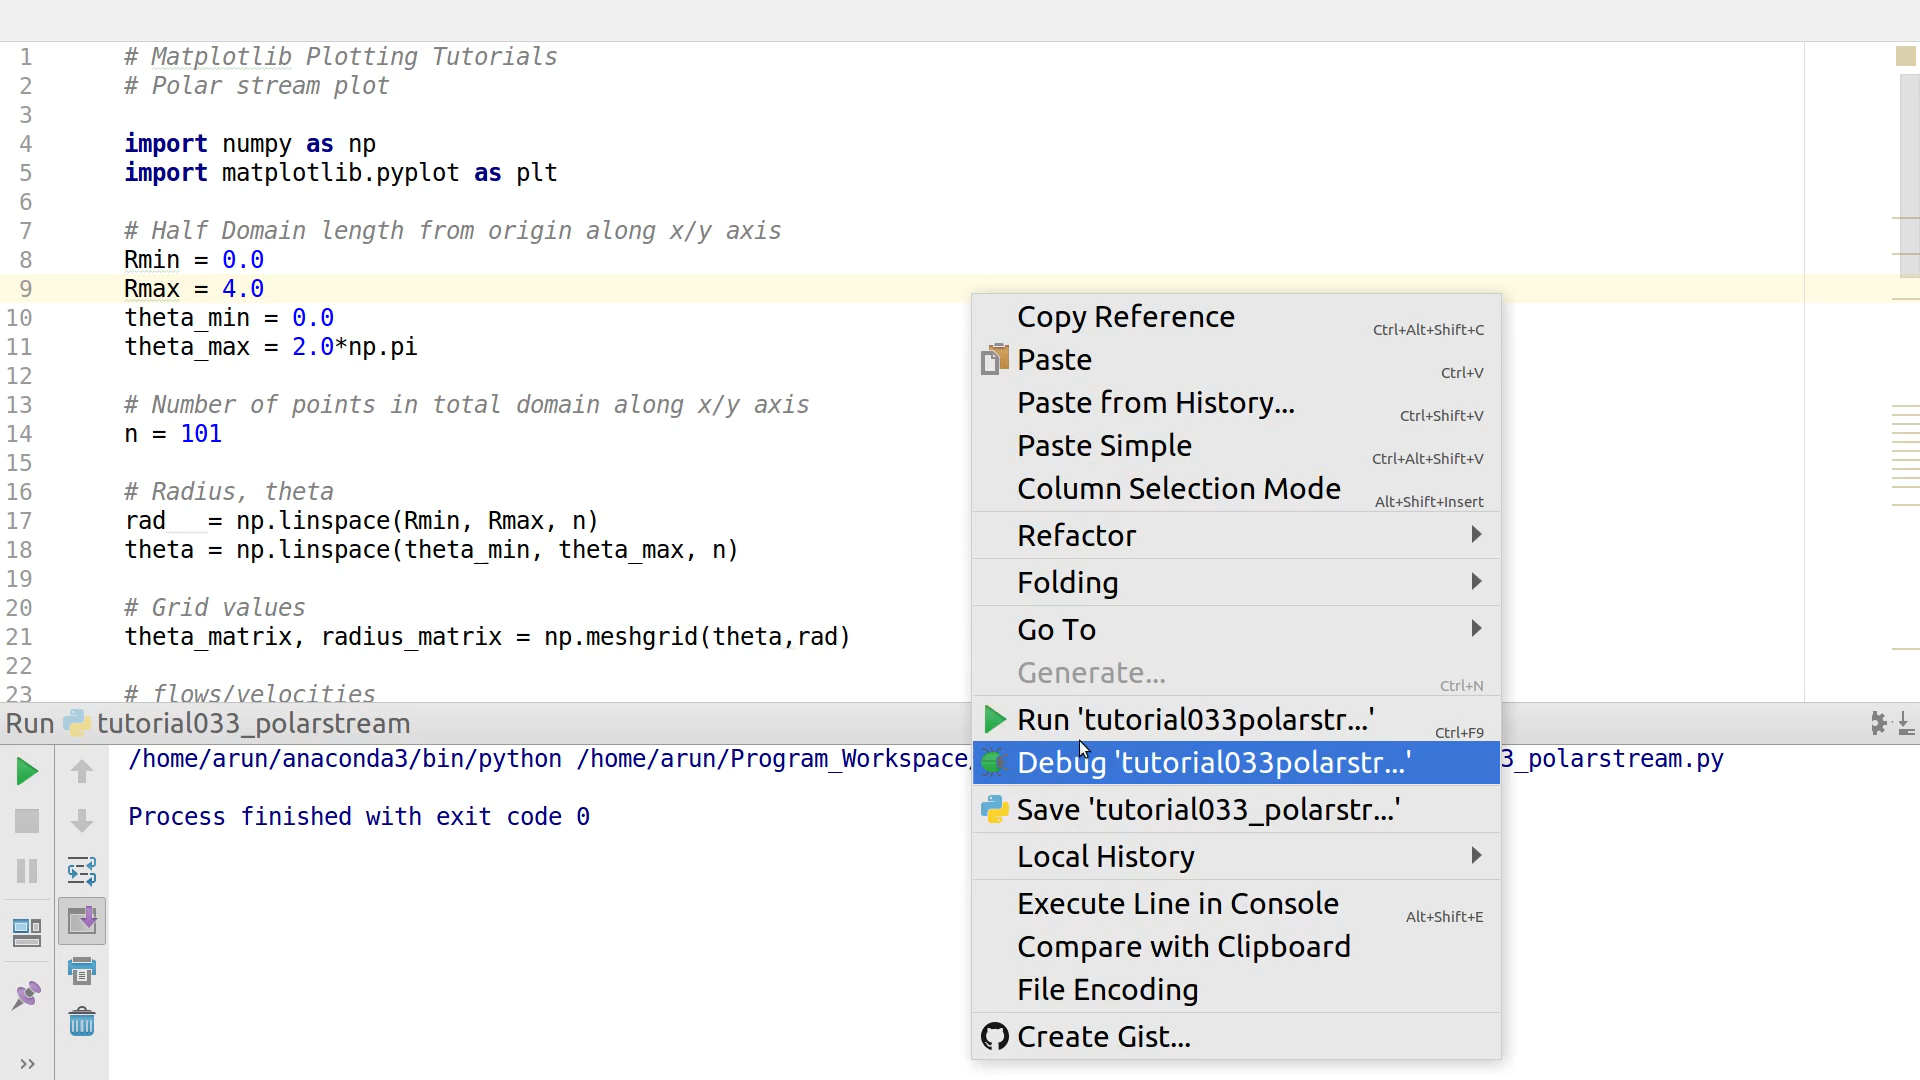 1 # Matplotlib Plotting Tutorials
2 # Polar stream plot
3
4 import numpy as np
5 import matplotlib.pyplot as plt
6
7 # Half Domain length from origin along x/y axis
8 Rmin = 0.0
9 Rmax = 4.0
10 theta_min = 0.0
11 theta_max = 2.0*np.pi
12
13 # Number of points in total domain along x/y axis
14 n = 101
15
16 # Radius, theta
17 rad   = np.linspace(Rmin, Rmax, n)
18 theta = np.linspace(theta_min, theta_max, n)
19
20 # Grid values
21 theta_matrix, radius_matrix = np.meshgrid(theta,rad)
22
23 # flows/velocities
Copy Reference Ctrl+Alt+Shift+C
Paste Ctrl+V
Paste from History... Ctrl+Shift+V
Paste Simple Ctrl+Alt+Shift+V
Column Selection Mode Alt+Shift+Insert
Refactor
Folding
Go To
Generate... Ctrl+N
Run 'tutorial033polarstr...' Ctrl+F9
Debug 'tutorial033polarstr...'
Save 'tutorial033_polarstr...'
Local History
Execute Line in Console Alt+Shift+E
Compare with Clipboard
File Encoding
Create Gist...
Run tutorial033_polarstream
/home/arun/anaconda3/bin/python /home/arun/Program_Workspace 3_polarstream.py
Process finished with exit code 0